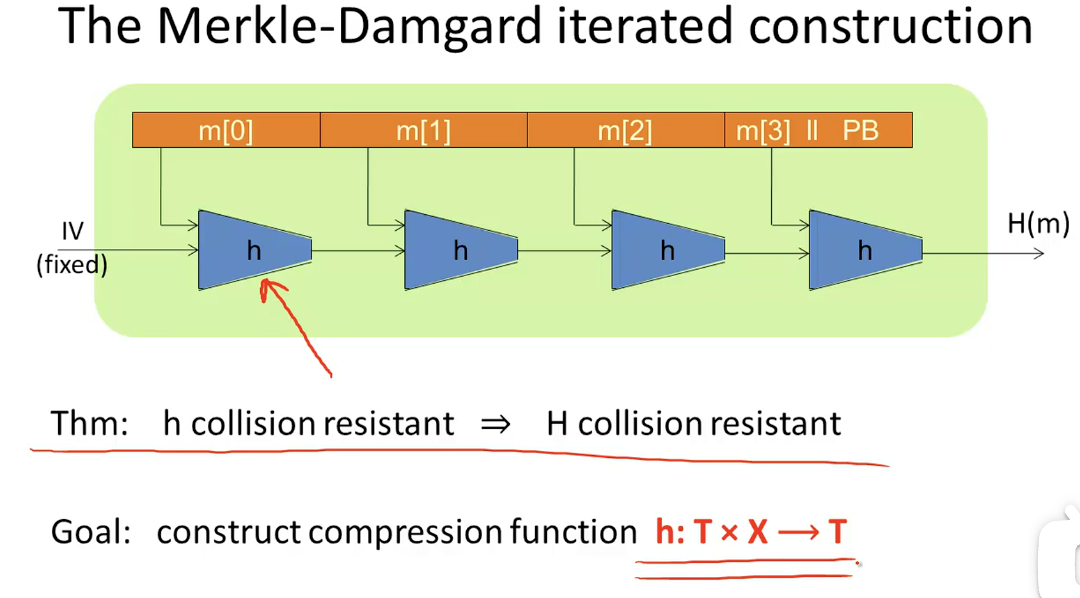 The Merkle-Damgard iterated construction
m[0] m[1] m[2] m[3] ll PB
IV
(fixed)
h h h h
H(m)
Thm: h collision resistant ⇒ H collision resistant
Goal: construct compression function h: T × X ⟶ T